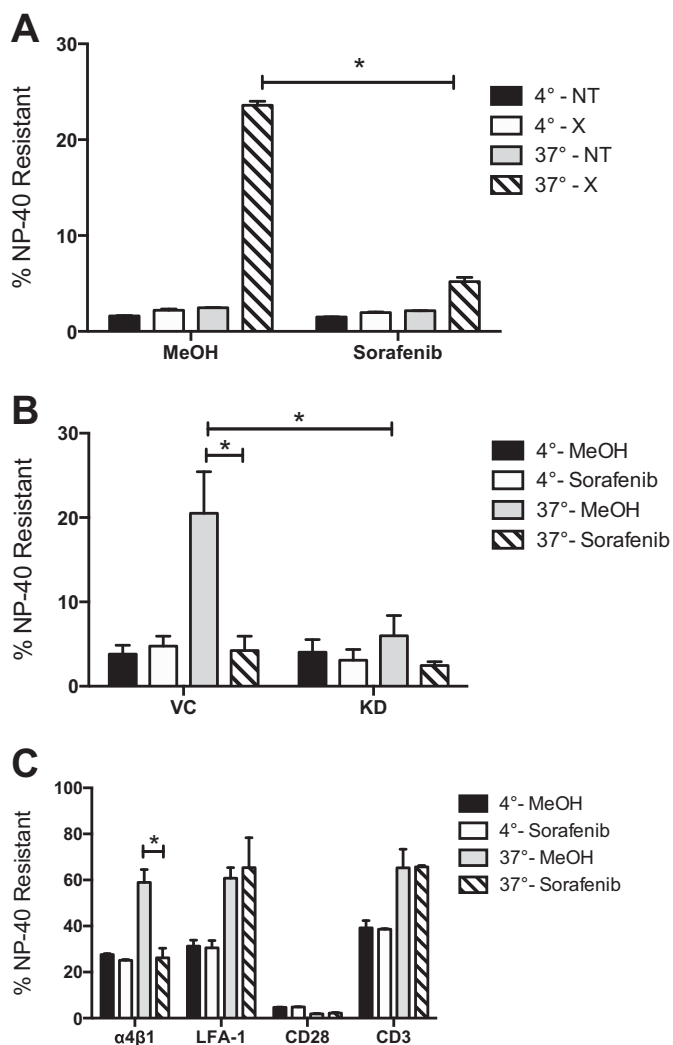 A
% NP-40 Resistant
30
20
10
0
*
MeOH
Sorafenib
4° - NT
4° - X
37° - NT
37° - X
B
% NP-40 Resistant
30
20
10
0
*
*
VC
KD
4°- MeOH
4°- Sorafenib
37°- MeOH
37°- Sorafenib
C
% NP-40 Resistant
100
80
60
40
20
0
*
α4β1
LFA-1
CD28
CD3
4°- MeOH
4°- Sorafenib
37°- MeOH
37°- Sorafenib